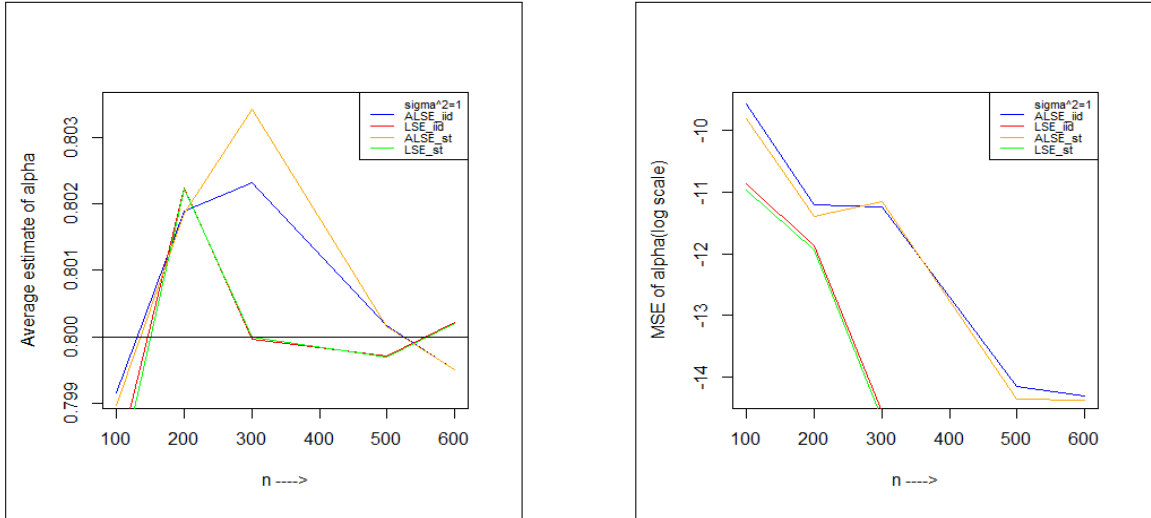 Average estimate of alpha
0.803
0.802
0.801
0.800
0.799
sigma^2=1
ALSE_iid
LSE_iid
ALSE_st
LSE_st
100 200 300 400 500 600
n ---->
MSE of alpha(log scale)
-10
-11
-12
-13
-14
sigma^2=1
ALSE_iid
LSE_iid
ALSE_st
LSE_st
100 200 300 400 500 600
n ---->